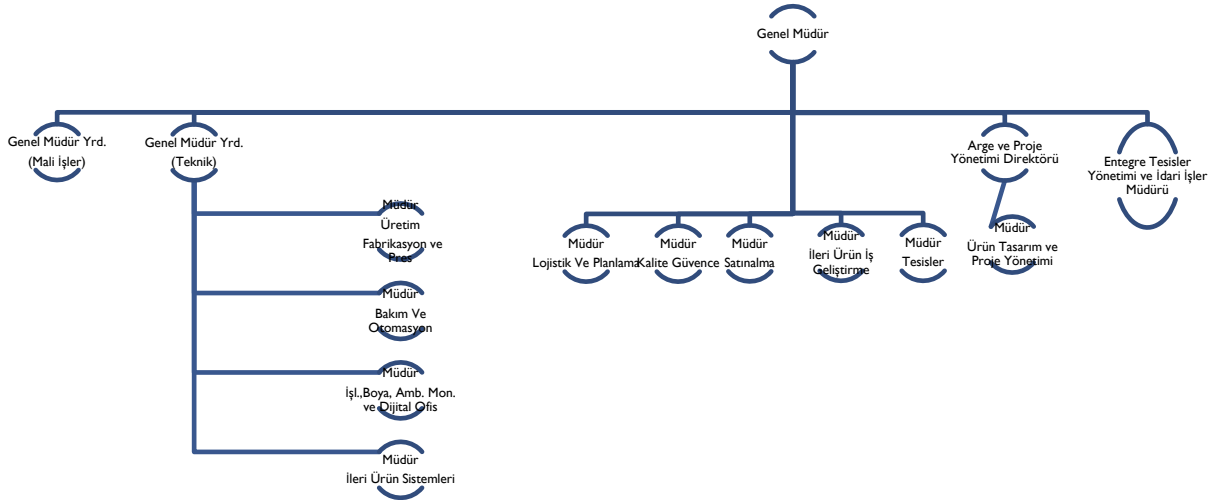 Genel Müdür
Genel Müdür Yrd.
(Mali İşler)
Genel Müdür Yrd.
(Teknik)
Müdür
Üretim
Fabrikasyon ve
Pres
Müdür
Bakım Ve
Otomasyon
Müdür
İşl.,Boya, Amb. Mon.
ve Dijital Ofis
Müdür
İleri Ürün Sistemleri
Müdür
Lojistik Ve Planlama
Müdür
Kalite Güvence
Müdür
Satınalma
Müdür
İleri Ürün İş
Geliştirme
Müdür
Tesisler
Arge ve Proje
Yönetimi Direktörü
Müdür
Ürün Tasarım ve
Proje Yönetimi
Entegre Tesisler
Yönetimi ve İdari İşler
Müdürü